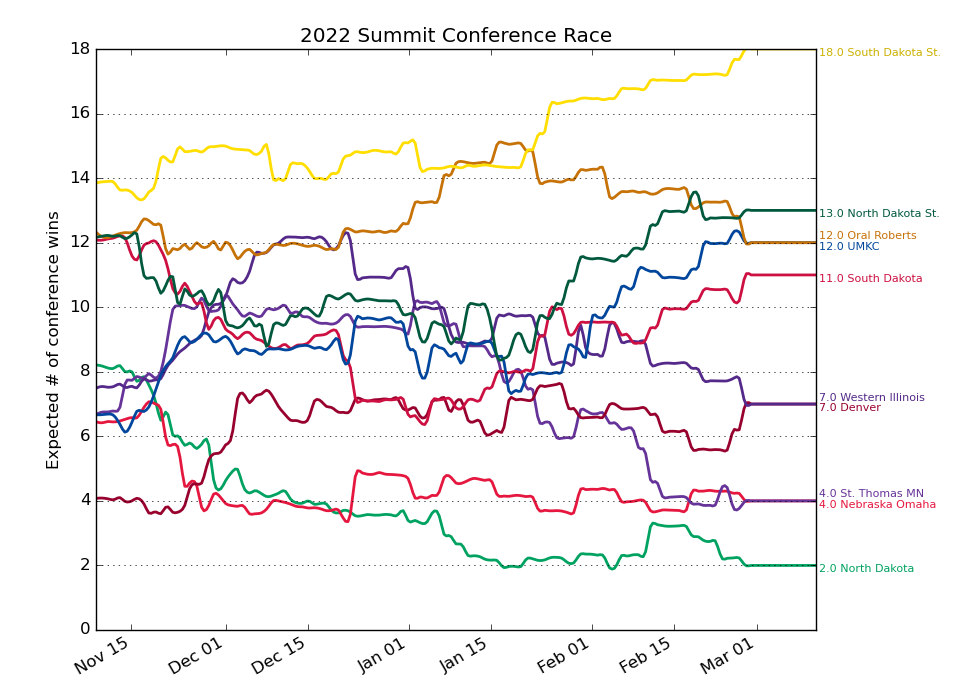 2022 Summit Conference Race
Expected # of conference wins
18
16
14
12
10
8
6
4
2
0
18.0 South Dakota St.
13.0 North Dakota St.
12.0 Oral Roberts
12.0 UMKC
11.0 South Dakota
7.0 Western Illinois
7.0 Denver
4.0 St. Thomas MN
4.0 Nebraska Omaha
2.0 North Dakota
Nov 15
Dec 01
Dec 15
Jan 01
Jan 15
Feb 01
Feb 15
Mar 01